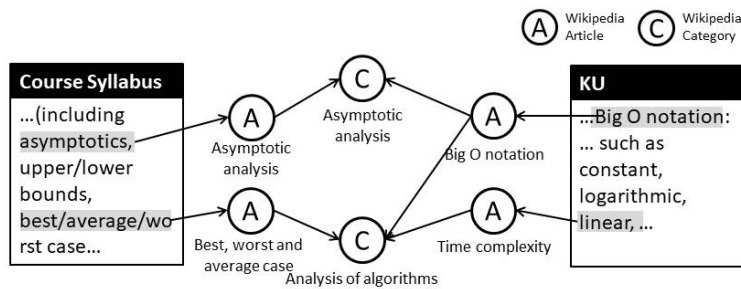 A Wikipedia Article
C Wikipedia Category
Course Syllabus
…(including
asymptotics,
upper/lower
bounds,
best/average/wo
rst case…
A
Asymptotic
analysis
A
Best, worst and
average case
C
Asymptotic
analysis
C
Analysis of algorithms
A
Big O notation
A
Time complexity
KU
…Big O notation:
… such as
constant,
logarithmic,
linear, …